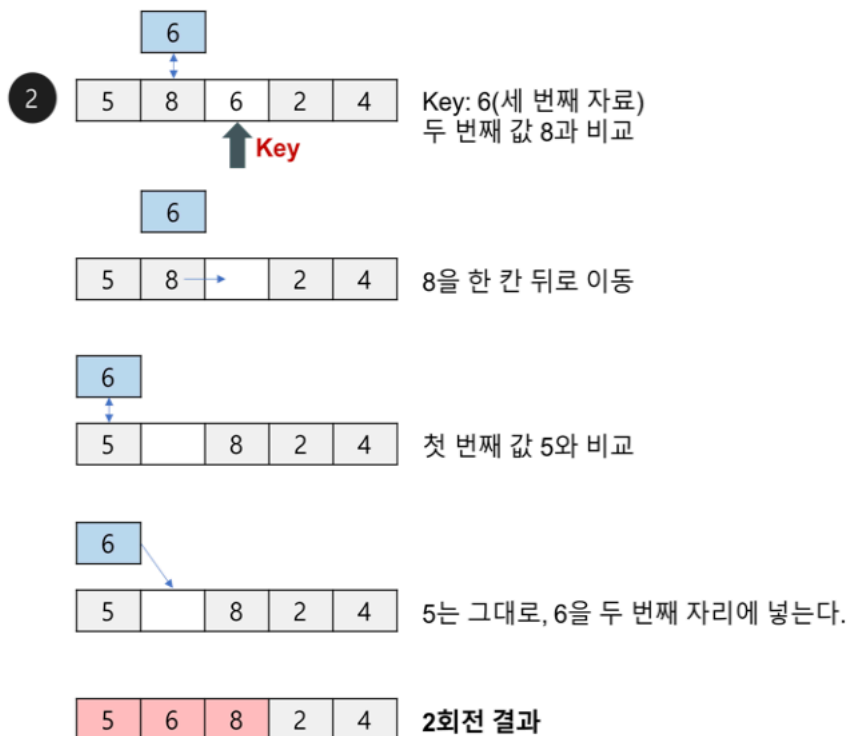 6
2
5 8 6 2 4
Key: 6(세 번째 자료)
두 번째 값 8과 비교
Key
6
5 8 2 4
8을 한 칸 뒤로 이동
6
5 8 2 4
첫 번째 값 5와 비교
6
5 8 2 4
5는 그대로, 6을 두 번째 자리에 넣는다.
5 6 8 2 4
2회전 결과